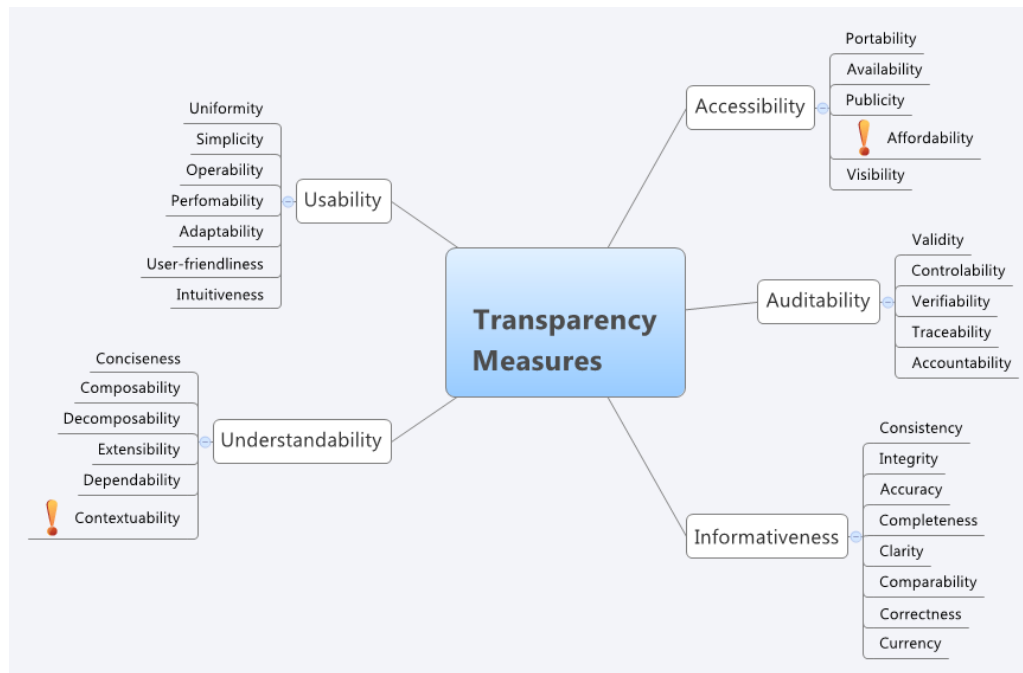 Transparency
Measures
Accessibility
Portability
Availability
Publicity
Affordability
Visibility
Auditability
Validity
Controlability
Verifiability
Traceability
Accountability
Informativeness
Consistency
Integrity
Accuracy
Completeness
Clarity
Comparability
Correctness
Currency
Usability
Uniformity
Simplicity
Operability
Perfomability
Adaptability
User-friendliness
Intuitiveness
Understandability
Conciseness
Composability
Decomposability
Extensibility
Dependability
Contextuability